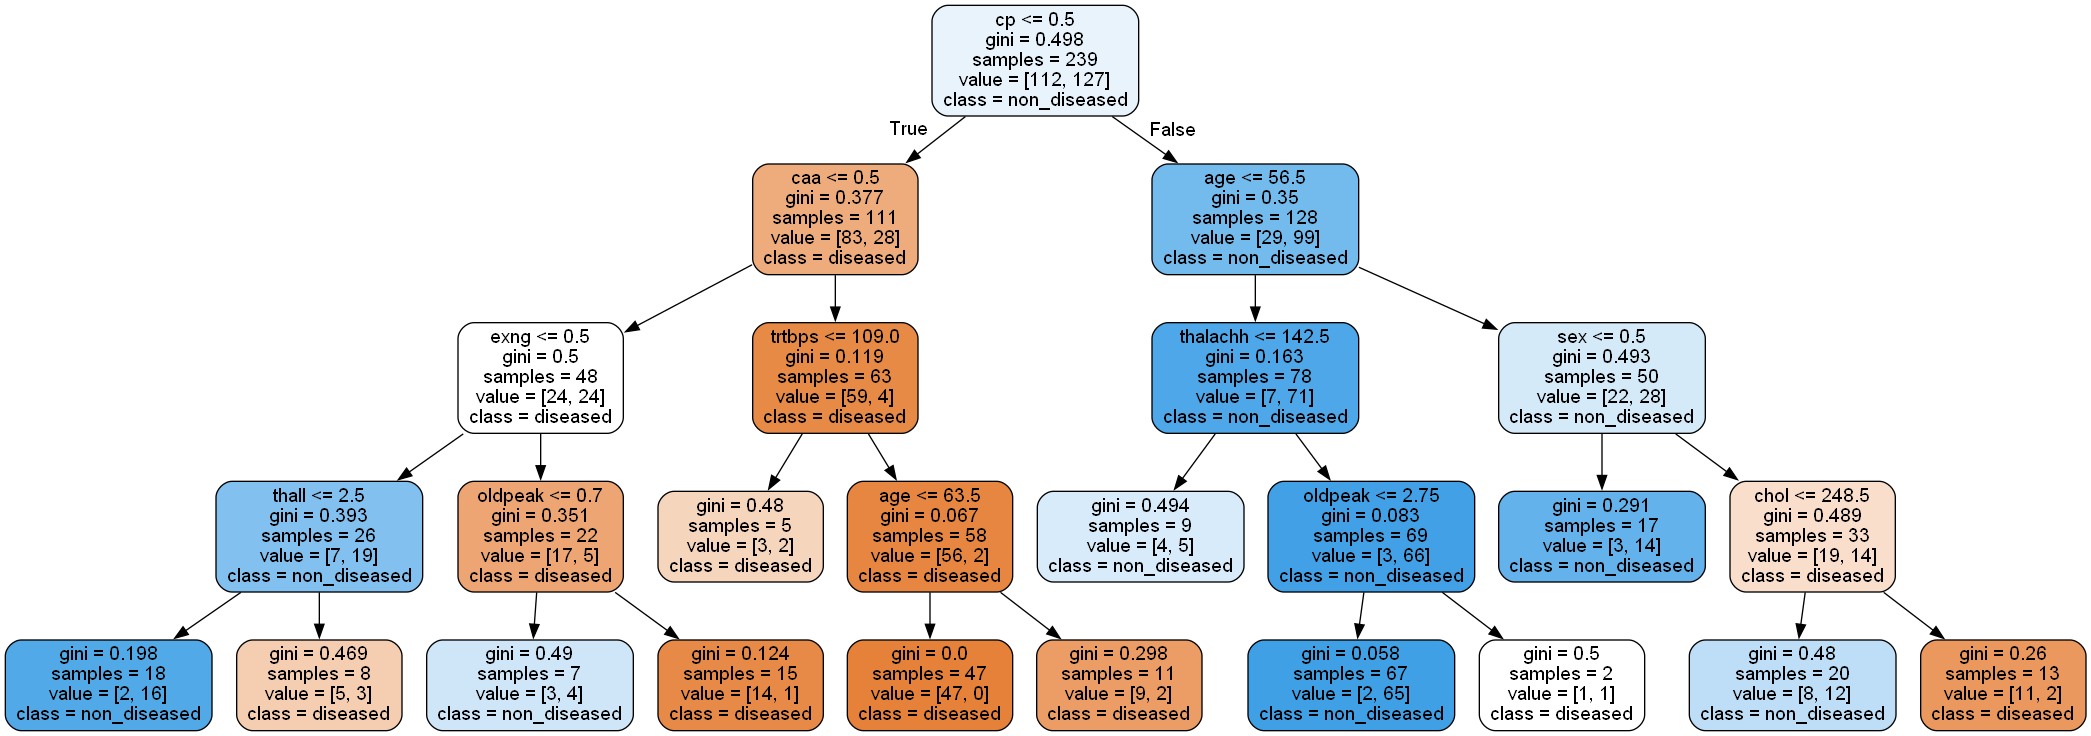 cp <= 0.5
gini = 0.498
samples = 239
value = [112, 127]
class = non_diseased
True
False
caa <= 0.5
gini = 0.377
samples = 111
value = [83, 28]
class = diseased
age <= 56.5
gini = 0.35
samples = 128
value = [29, 99]
class = non_diseased
exng <= 0.5
gini = 0.5
samples = 48
value = [24, 24]
class = diseased
trtbps <= 109.0
gini = 0.119
samples = 63
value = [59, 4]
class = diseased
thalachh <= 142.5
gini = 0.163
samples = 78
value = [7, 71]
class = non_diseased
sex <= 0.5
gini = 0.493
samples = 50
value = [22, 28]
class = non_diseased
thall <= 2.5
gini = 0.393
samples = 26
value = [7, 19]
class = non_diseased
oldpeak <= 0.7
gini = 0.351
samples = 22
value = [17, 5]
class = diseased
gini = 0.48
samples = 5
value = [3, 2]
class = diseased
age <= 63.5
gini = 0.067
samples = 58
value = [56, 2]
class = diseased
gini = 0.494
samples = 9
value = [4, 5]
class = non_diseased
oldpeak <= 2.75
gini = 0.083
samples = 69
value = [3, 66]
class = non_diseased
gini = 0.291
samples = 17
value = [3, 14]
class = non_diseased
chol <= 248.5
gini = 0.489
samples = 33
value = [19, 14]
class = diseased
gini = 0.198
samples = 18
value = [2, 16]
class = non_diseased
gini = 0.469
samples = 8
value = [5, 3]
class = diseased
gini = 0.49
samples = 7
value = [3, 4]
class = non_diseased
gini = 0.124
samples = 15
value = [14, 1]
class = diseased
gini = 0.0
samples = 47
value = [47, 0]
class = diseased
gini = 0.298
samples = 11
value = [9, 2]
class = diseased
gini = 0.058
samples = 67
value = [2, 65]
class = non_diseased
gini = 0.5
samples = 2
value = [1, 1]
class = diseased
gini = 0.48
samples = 20
value = [8, 12]
class = non_diseased
gini = 0.26
samples = 13
value = [11, 2]
class = diseased